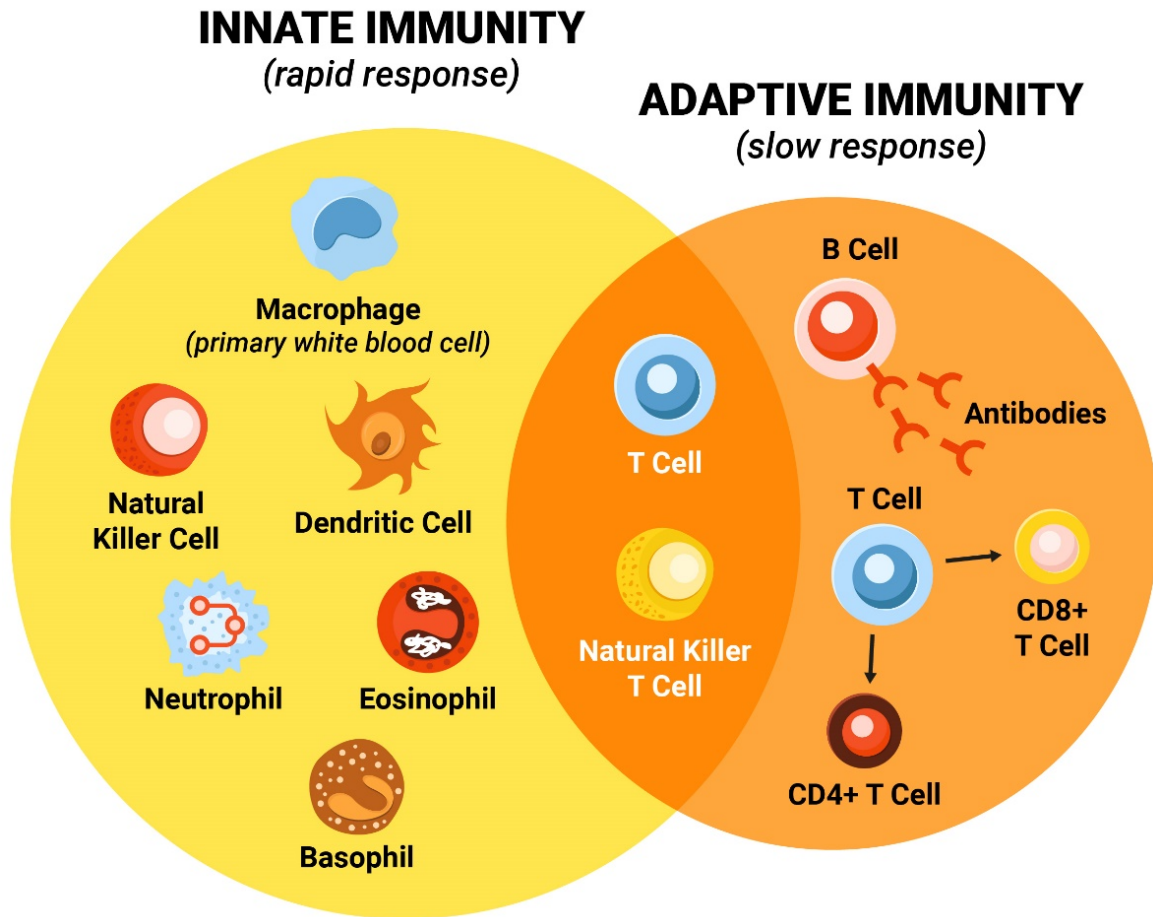 INNATE IMMUNITY
(rapid response)
ADAPTIVE IMMUNITY
(slow response)
Macrophage
(primary white blood cell)
Natural
Killer Cell
Dendritic Cell
Neutrophil
Eosinophil
Basophil
T Cell
Natural Killer
T Cell
B Cell
Antibodies
T Cell
CD8+
T Cell
CD4+ T Cell